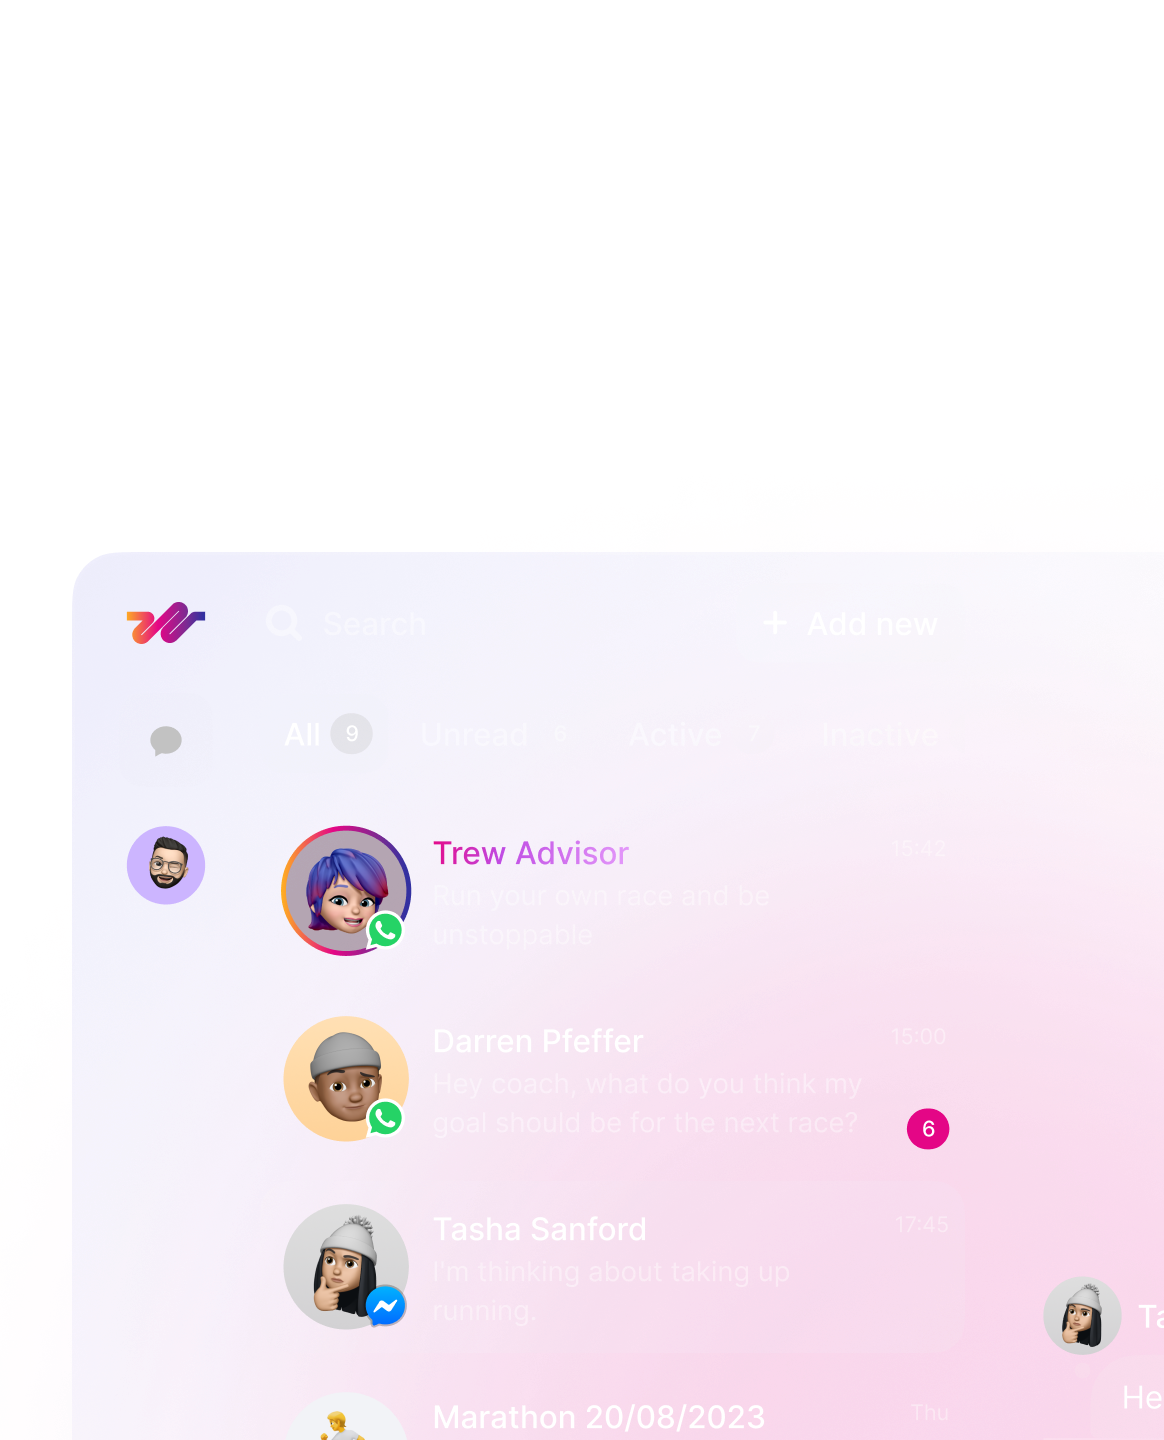 Search
+ Add new
All 9 Unread 6 Active 7 Inactive
Trew Advisor 15:42
Run your own race and be
unstoppable
Darren Pfeffer 15:00
Hey coach, what do you think my
goal should be for the next race?
6
Tasha Sanford 17:45
I'm thinking about taking up
running.
Ta
He
Marathon 20/08/2023 Thu